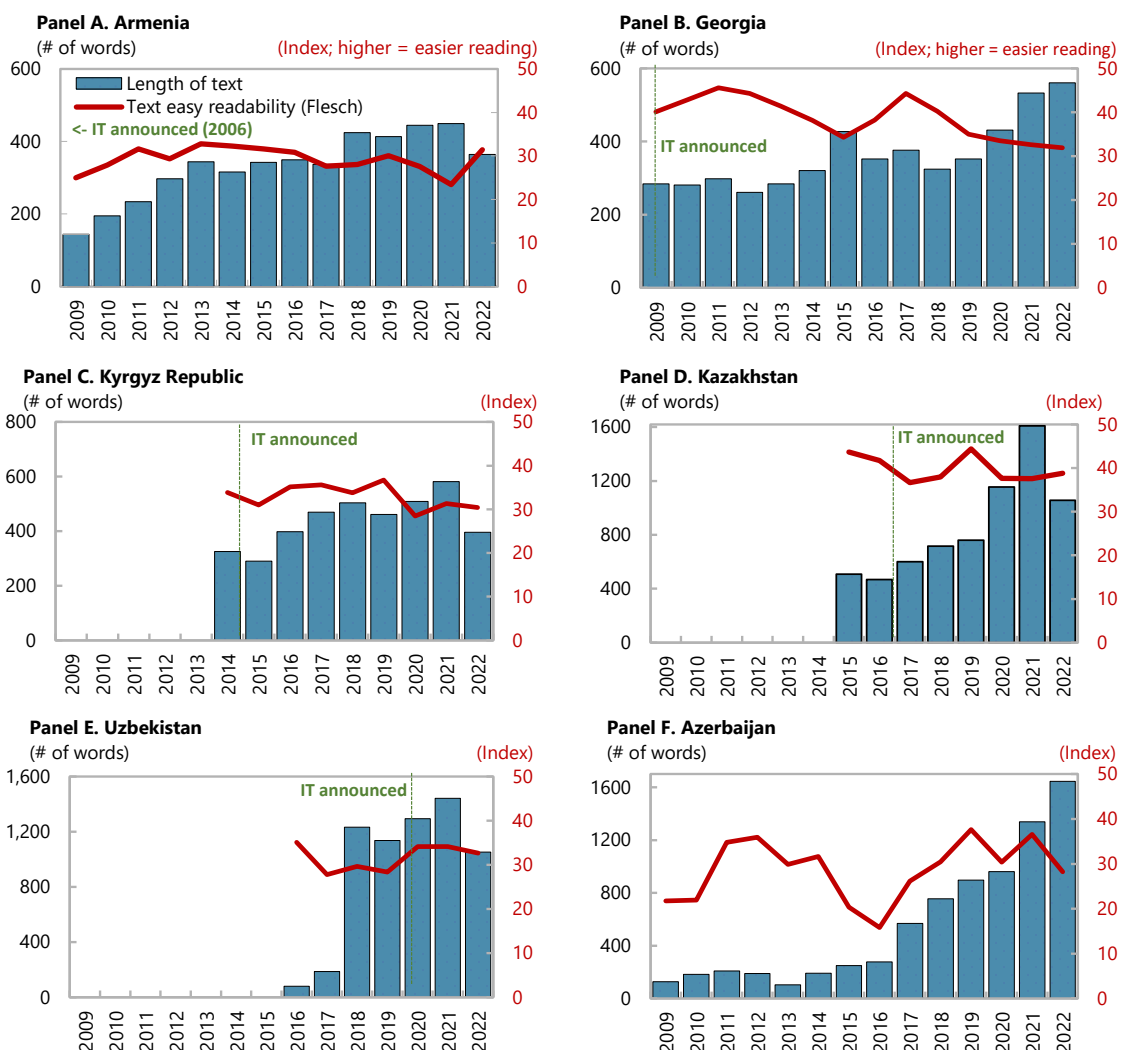 Panel A. Armenia
(# of words) (Index; higher = easier reading)
600 50
Length of text
Text easy readability (Flesch)
<- IT announced (2006)
40
400
30
20
200
10
0 0
2009 2010 2011 2012 2013 2014 2015 2016 2017 2018 2019 2020 2021 2022
Panel B. Georgia
(# of words) (Index; higher = easier reading)
600 50
40
400
IT announced
30
20
200
10
0 0
2009 2010 2011 2012 2013 2014 2015 2016 2017 2018 2019 2020 2021 2022
Panel C. Kyrgyz Republic
(# of words) (Index)
800 50
IT announced
40
600
30
400
20
200
10
0 0
2009 2010 2011 2012 2013 2014 2015 2016 2017 2018 2019 2020 2021 2022
Panel D. Kazakhstan
(# of words) (Index)
1600 50
IT announced
40
1200
30
800
20
400
10
0 0
2009 2010 2011 2012 2013 2014 2015 2016 2017 2018 2019 2020 2021 2022
Panel E. Uzbekistan
(# of words) (Index)
1,600 50
IT announced
40
1,200
30
800
20
400
10
0 0
2009 2010 2011 2012 2013 2014 2015 2016 2017 2018 2019 2020 2021 2022
Panel F. Azerbaijan
(# of words) (Index)
1600 50
40
1200
30
800
20
400
10
0 0
2009 2010 2011 2012 2013 2014 2015 2016 2017 2018 2019 2020 2021 2022